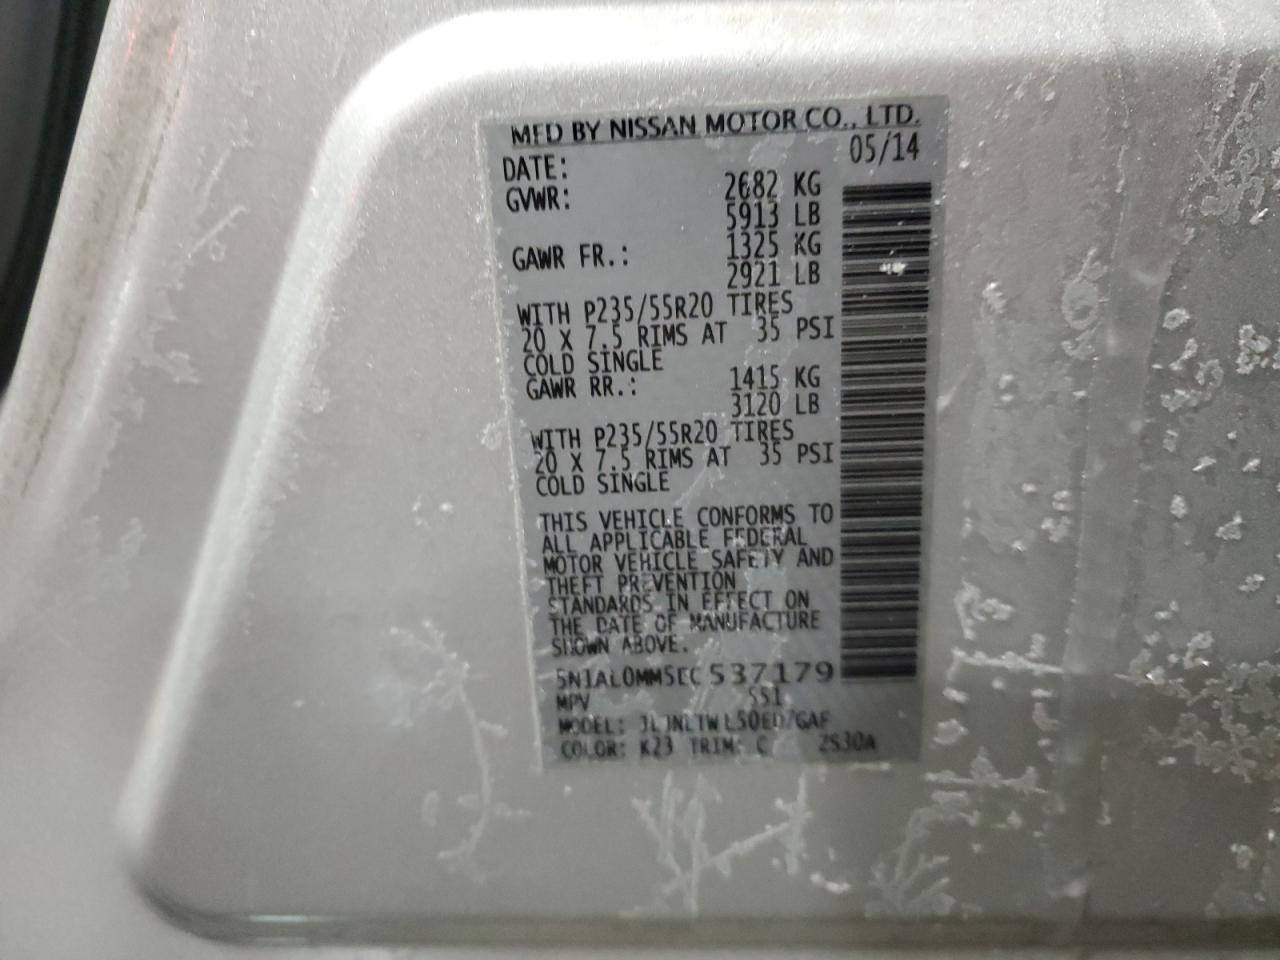 MFD BY NISSAN MOTOR CO., LTD.
DATE: 05/14
GVWR: 2682 KG
5913 LB
GAWR FR.: 1325 KG
2921 LB
WITH P235/55R20 TIRES
20 X 7.5 RIMS AT 35 PSI
COLD SINGLE
GAWR RR.: 1415 KG
3120 LB
WITH P235/55R20 TIRES
20 X 7.5 RIMS AT 35 PSI
COLD SINGLE
THIS VEHICLE CONFORMS TO
ALL APPLICABLE FEDERAL
MOTOR VEHICLE SAFETY AND
THEFT PREVENTION
STANDARDS IN EFFECT ON
THE DATE OF MANUFACTURE
SHOWN ABOVE.
5N1AL0MM5EC537179
MPV
MODEL:
COLOR: K23 TRIM: C 2S30A